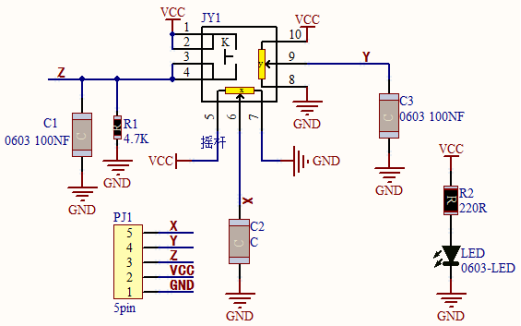 VCC
JY1
VCC
1
2
3
4
K
Y
10
9
8
Y
Z
X
5
6
7
摇杆
C1
0603 100NF
C
R1
4.7K
R
GND
GND
VCC
GND
GND
C3
0603 100NF
C
GND
X
C2
C
C
GND
VCC
R2
220R
R
LED
0603-LED
GND
PJ1
5 X
4 Y
3 Z
2 VCC
1 GND
5pin